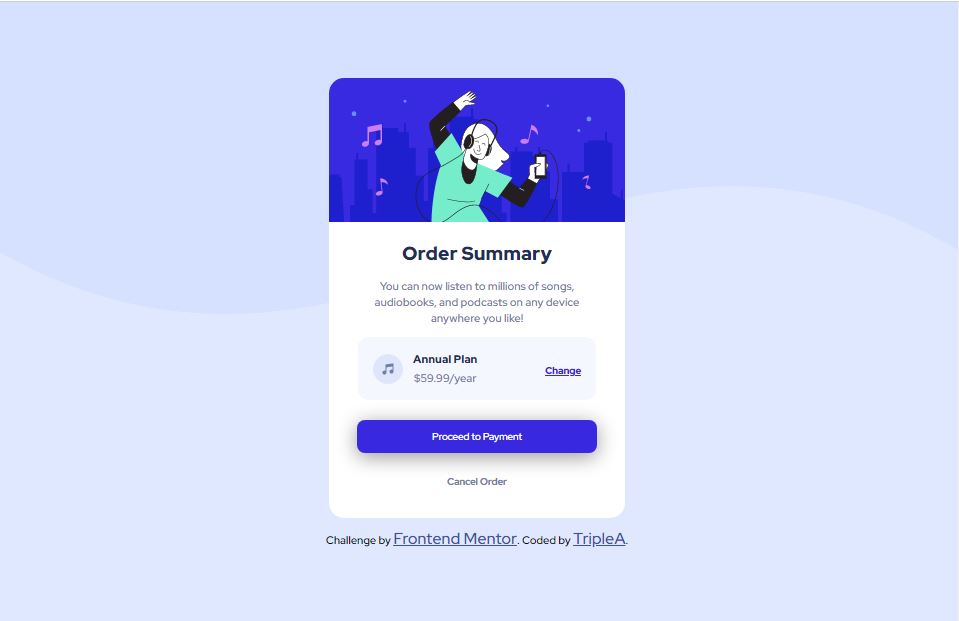 Order Summary
You can now listen to millions of songs,
audiobooks, and podcasts on any device
anywhere you like!
Annual Plan
$59.99/year
Change
Proceed to Payment
Cancel Order
Challenge by Frontend Mentor. Coded by TripleA.